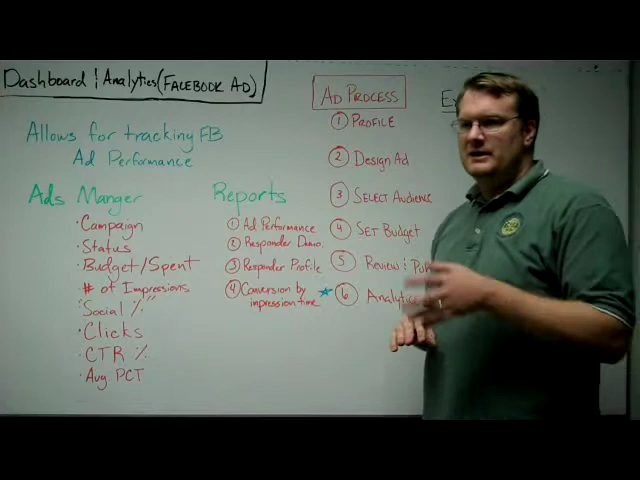 Dashboard & Analytics (FACEBOOK AD)
Allows for tracking FB
Ad Performance
Ads Manger
· Campaign
· Status
· Budget/Spent
· # of Impressions
"Social %"
· Clicks
· CTR %
· Avg PCT
Reports
① Ad Performance
② Responder Demo.
③ Responder Profile
④ Conversion by
impression time
AD PROCESS
① PROFILE
② DESIGN AD
③ SELECT AUDIENCE
④ SET BUDGET
⑤ Review &
★ ⑥ Analytics